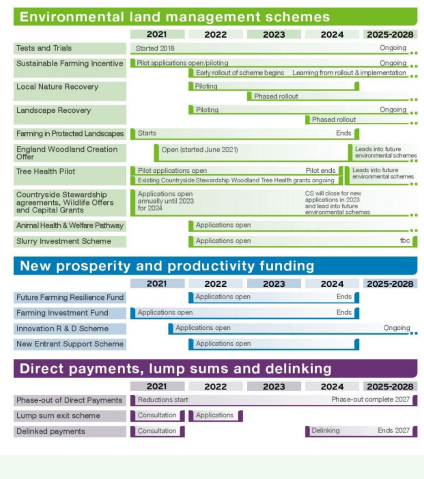 Environmental land management schemes
2021 2022 2023 2024 2025-2028
Tests and Trials Started 2018 Ongoing
Sustainable Farming Incentive Pilot applications open/piloting Ongoing
Early rollout of scheme begins Learning from rollout & implementation
Local Nature Recovery Piloting
Phased rollout
Landscape Recovery Piloting Ongoing
Phased rollout
Farming in Protected Landscapes Starts Ends
England Woodland Creation Open (started June 2021) Leads into future
Offer environmental schemes
Tree Health Pilot Pilot applications open Pilot ends Leads into future
Existing Countryside Stewardship Woodland Tree Health grants ongoing environmental schemes
Countryside Stewardship Applications open CS will close for new
agreements, Wildlife Offers annually until 2023 applications in 2023
and Capital Grants for 2024 and lead into future
environmental schemes
Animal Health & Welfare Pathway Applications open
Slurry Investment Scheme Applications open tbc
New prosperity and productivity funding
2021 2022 2023 2024 2025-2028
Future Farming Resilience Fund Applications open Ends
Farming Investment Fund Applications open Ends
Innovation R & D Scheme Applications open Ongoing
New Entrant Support Scheme Applications open
Direct payments, lump sums and delinking
2021 2022 2023 2024 2025-2028
Phase-out of Direct Payments Reductions start Phase-out complete 2027
Lump sum exit scheme Consultation Applications
Delinked payments Consultation Delinking Ends 2027